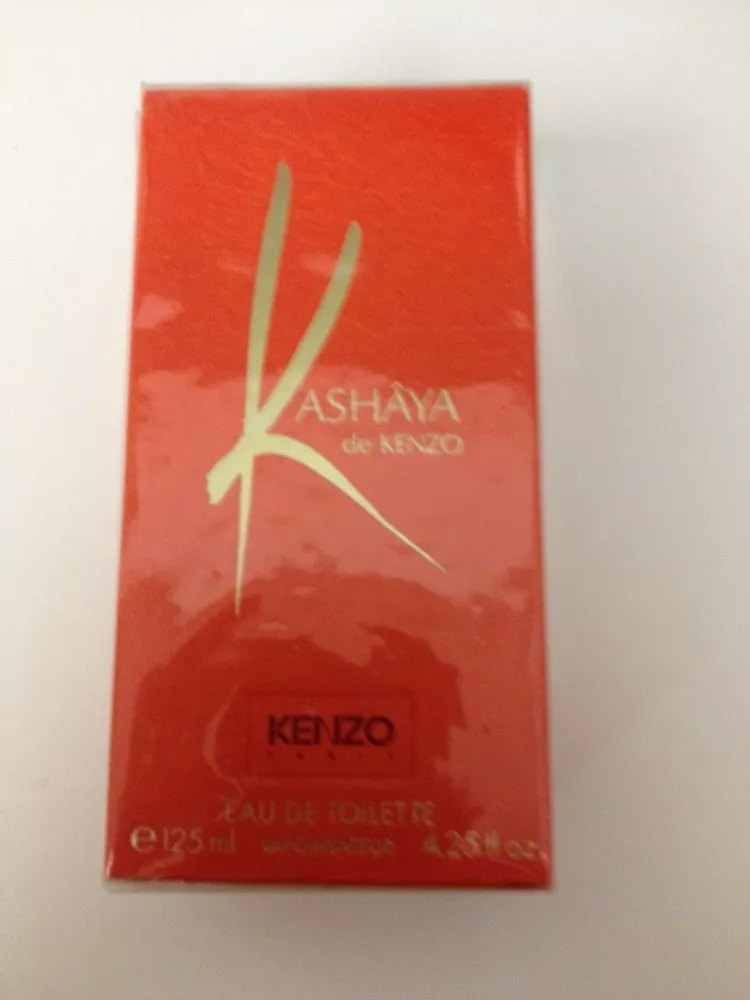 KASHÂYA
de KENZO
KENZO
PARIS
EAU DE TOILETTE
e 125 ml VAPORISATEUR 4.25 fl oz